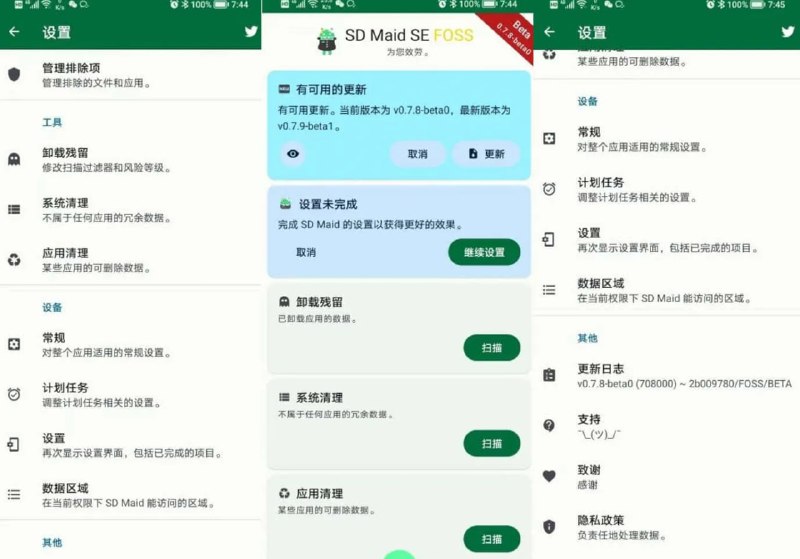 7:44
设置
管理排除项
管理排除的文件和应用。
工具
卸载残留
修改扫描过滤器和风险等级。
系统清理
不属于任何应用的冗余数据。
应用清理
某些应用的可删除数据。
设备
常规
对整个应用适用的常规设置。
计划任务
调整计划任务相关的设置。
设置
再次显示设置界面，包括已完成的项目。
数据区域
在当前权限下 SD Maid 能访问的区域。
其他
100% 7:44
SD Maid SE FOSS
为您效劳。
Beta
0.7.8-beta0
有可用的更新
有可用更新。当前版本为 v0.7.8-beta0，最新版本为
v0.7.9-beta1。
取消
更新
设置未完成
完成 SD Maid 的设置以获得更好的效果。
取消
继续设置
卸载残留
已卸载应用的数据。
扫描
系统清理
不属于任何应用的冗余数据。
扫描
应用清理
某些应用的可删除数据。
扫描
100% 7:45
设置
某些应用的可删除数据。
设备
常规
对整个应用适用的常规设置。
计划任务
调整计划任务相关的设置。
设置
再次显示设置界面，包括已完成的项目。
数据区域
在当前权限下 SD Maid 能访问的区域。
其他
更新日志
v0.7.8-beta0 (708000) ~ 2b009780/FOSS/BETA
支持
¯\_(ツ)_/¯
致谢
感谢
隐私政策
负责任地处理数据。